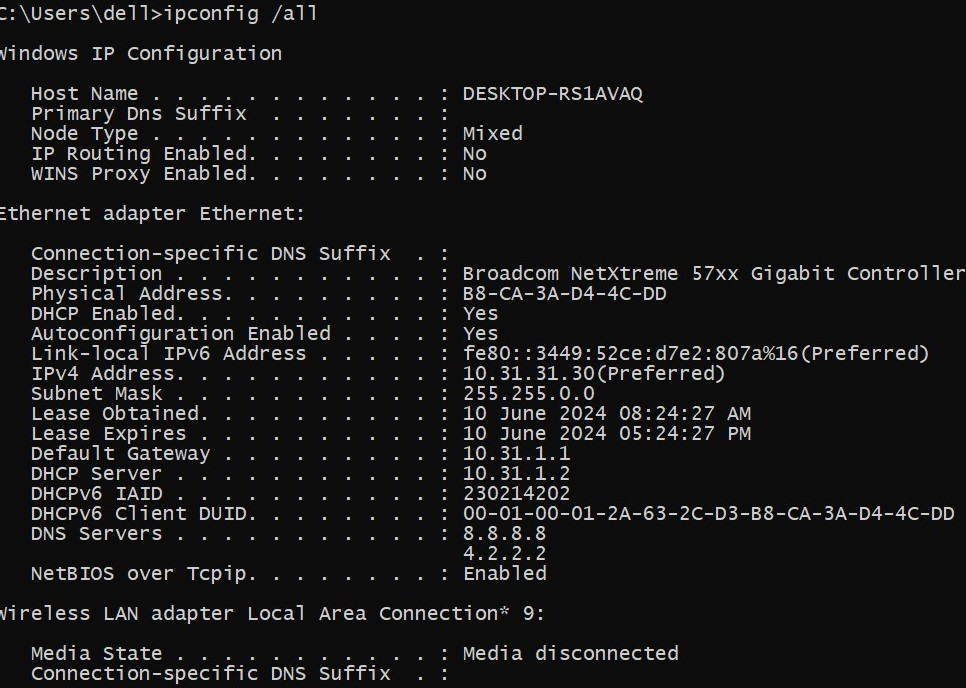 C:\Users\dell>ipconfig /all
Windows IP Configuration
Host Name . . . . . . . . . . . . : DESKTOP-RS1AVAQ
Primary Dns Suffix  . . . . . . . :
Node Type . . . . . . . . . . . . : Mixed
IP Routing Enabled. . . . . . . . : No
WINS Proxy Enabled. . . . . . . . : No
Ethernet adapter Ethernet:
Connection-specific DNS Suffix  . :
Description . . . . . . . . . . . : Broadcom NetXtreme 57xx Gigabit Controller
Physical Address. . . . . . . . . : B8-CA-3A-D4-4C-DD
DHCP Enabled. . . . . . . . . . . : Yes
Autoconfiguration Enabled . . . . : Yes
Link-local IPv6 Address . . . . . : fe80::3449:52ce:d7e2:807a%16(Preferred)
IPv4 Address. . . . . . . . . . . : 10.31.31.30(Preferred)
Subnet Mask . . . . . . . . . . . : 255.255.0.0
Lease Obtained. . . . . . . . . . : 10 June 2024 08:24:27 AM
Lease Expires . . . . . . . . . . : 10 June 2024 05:24:27 PM
Default Gateway . . . . . . . . . : 10.31.1.1
DHCP Server . . . . . . . . . . . : 10.31.1.2
DHCPv6 IAID . . . . . . . . . . . : 230214202
DHCPv6 Client DUID. . . . . . . . : 00-01-00-01-2A-63-2C-D3-B8-CA-3A-D4-4C-DD
DNS Servers . . . . . . . . . . . : 8.8.8.8
4.2.2.2
NetBIOS over Tcpip. . . . . . . . : Enabled
Wireless LAN adapter Local Area Connection* 9:
Media State . . . . . . . . . . . : Media disconnected
Connection-specific DNS Suffix  . :